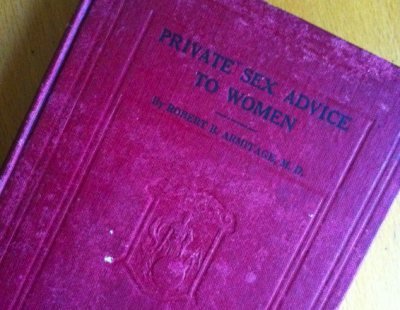 PRIVATE SEX ADVICE
TO WOMEN
By ROBERT B. ARMITAGE, M. D.